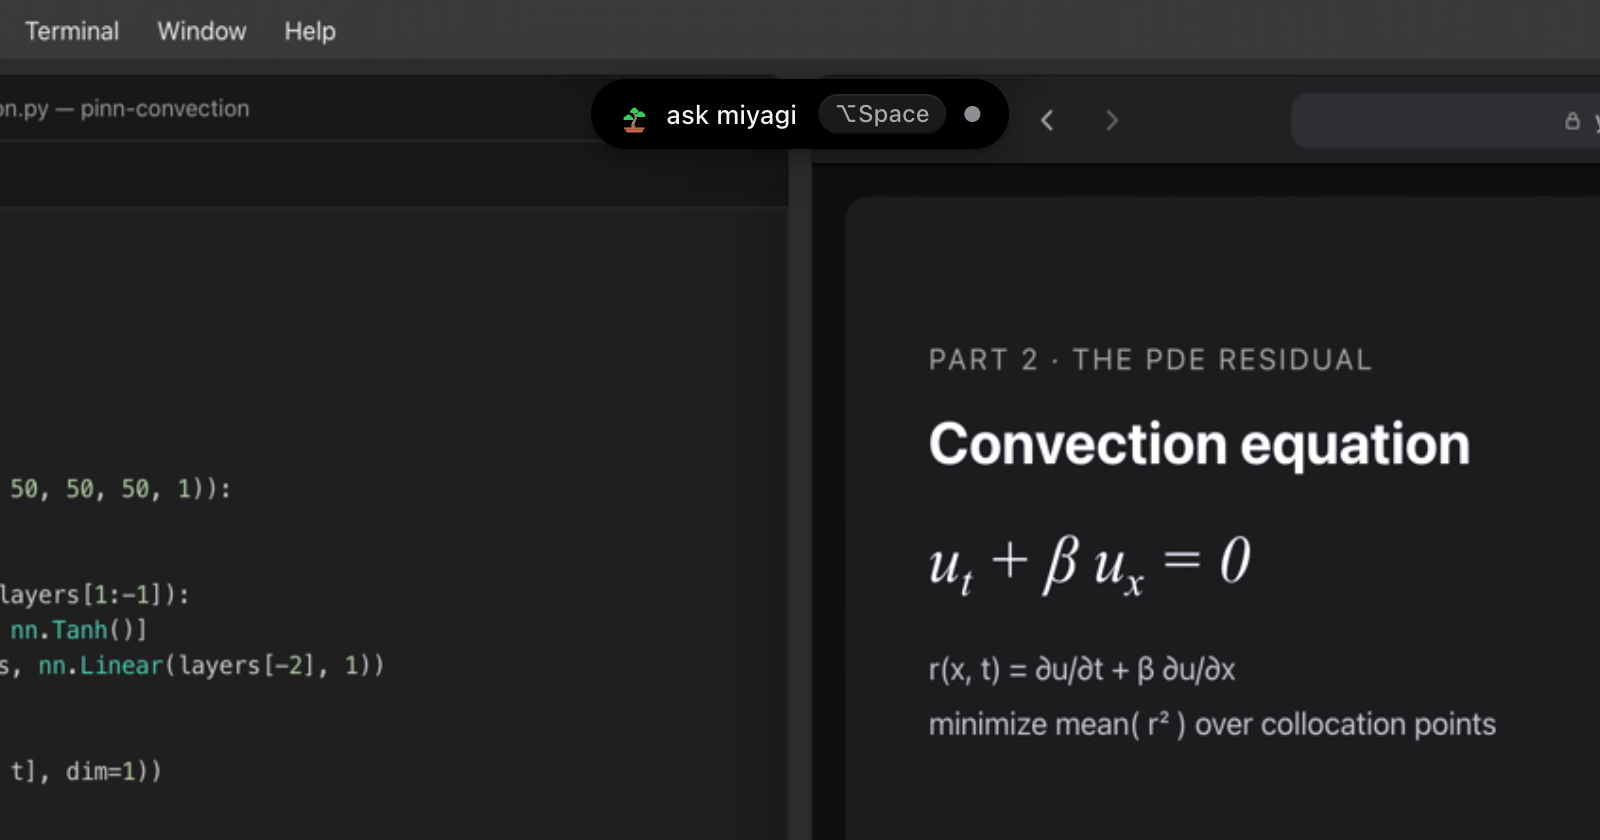 Terminal Window Help
on.py — pinn-convection
ask miyagi ⌥Space
50, 50, 50, 1)):
layers[1:-1]):
nn.Tanh()]
s, nn.Linear(layers[-2], 1))
t], dim=1))
PART 2 · THE PDE RESIDUAL
Convection equation
u_t + β u_x = 0
r(x, t) = ∂u/∂t + β ∂u/∂x
minimize mean( r² ) over collocation points